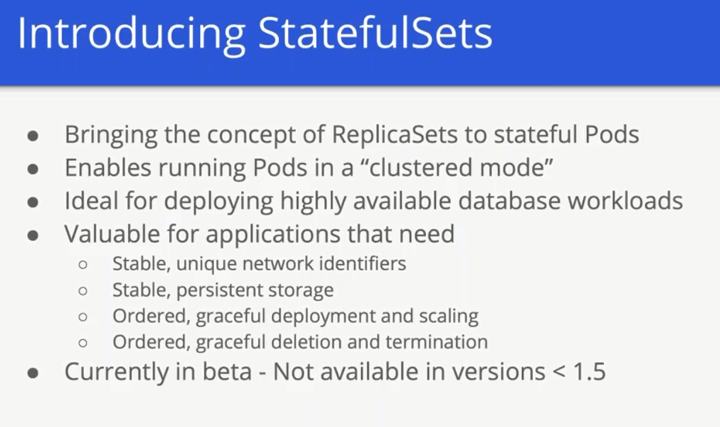 Introducing StatefulSets
● Bringing the concept of ReplicaSets to stateful Pods
● Enables running Pods in a “clustered mode”
● Ideal for deploying highly available database workloads
● Valuable for applications that need
○ Stable, unique network identifiers
○ Stable, persistent storage
○ Ordered, graceful deployment and scaling
○ Ordered, graceful deletion and termination
● Currently in beta - Not available in versions < 1.5